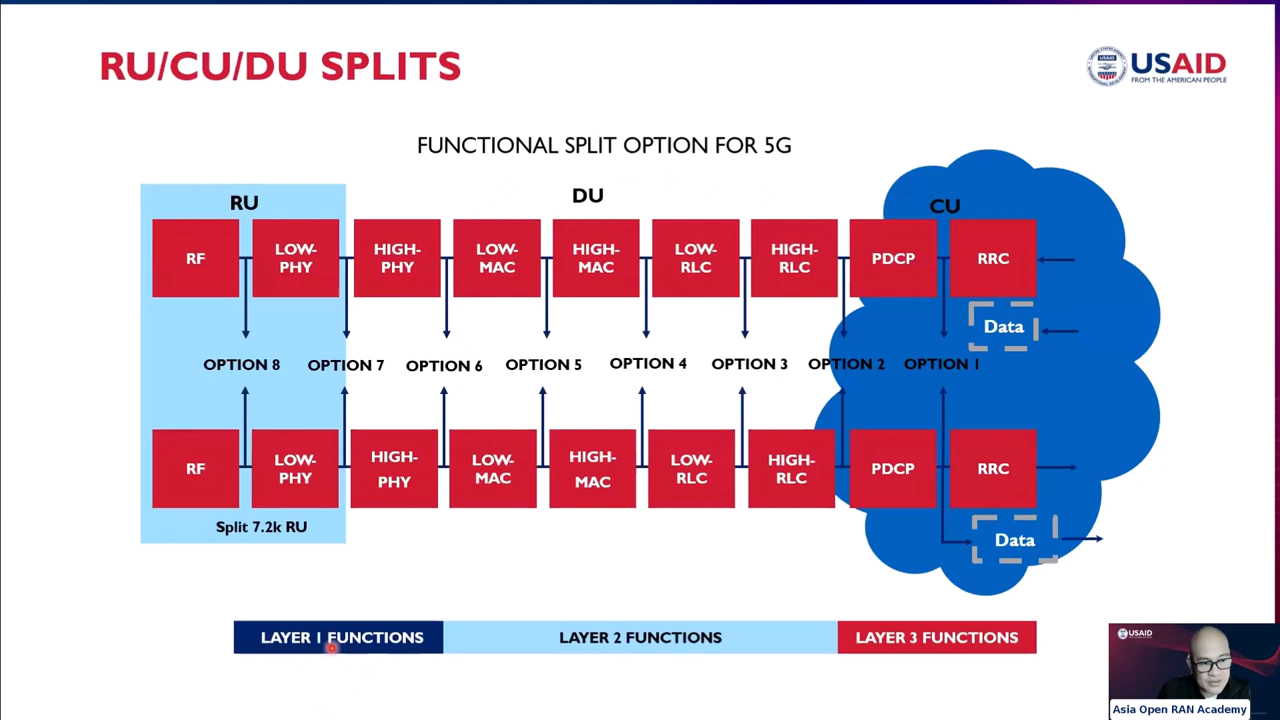 RU/CU/DU SPLITS
USAID
FROM THE AMERICAN PEOPLE
FUNCTIONAL SPLIT OPTION FOR 5G
RU
DU
CU
RF
LOW-
PHY
HIGH-
PHY
LOW-
MAC
HIGH-
MAC
LOW-
RLC
HIGH-
RLC
PDCP
RRC
Data
OPTION 8
OPTION 7
OPTION 6
OPTION 5
OPTION 4
OPTION 3
OPTION 2
OPTION 1
RF
LOW-
PHY
HIGH-
PHY
LOW-
MAC
HIGH-
MAC
LOW-
RLC
HIGH-
RLC
PDCP
RRC
Split 7.2k RU
Data
LAYER 1 FUNCTIONS
LAYER 2 FUNCTIONS
LAYER 3 FUNCTIONS
USAID
Asia Open RAN Academy